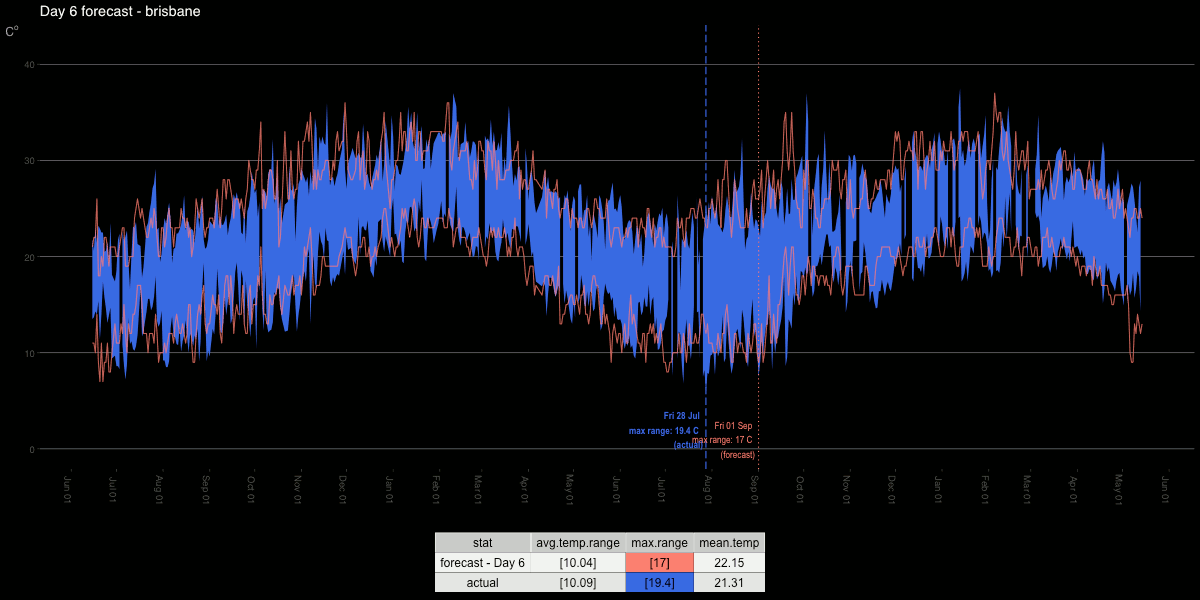 Day 6 forecast - brisbane
C°
40
30
20
10
0
Fri 28 Jul
max range: 19.4 C
(actual)
Fri 01 Sep
max range: 17 C
(forecast)
Jun 01 Jul 01 Aug 01 Sep 01 Oct 01 Nov 01 Dec 01 Jan 01 Feb 01 Mar 01 Apr 01 May 01 Jun 01 Jul 01 Aug 01 Sep 01 Oct 01 Nov 01 Dec 01 Jan 01 Feb 01 Mar 01 Apr 01 May 01 Jun 01
stat avg.temp.range max.range mean.temp
forecast - Day 6 [10.04] [17] 22.15
actual [10.09] [19.4] 21.31